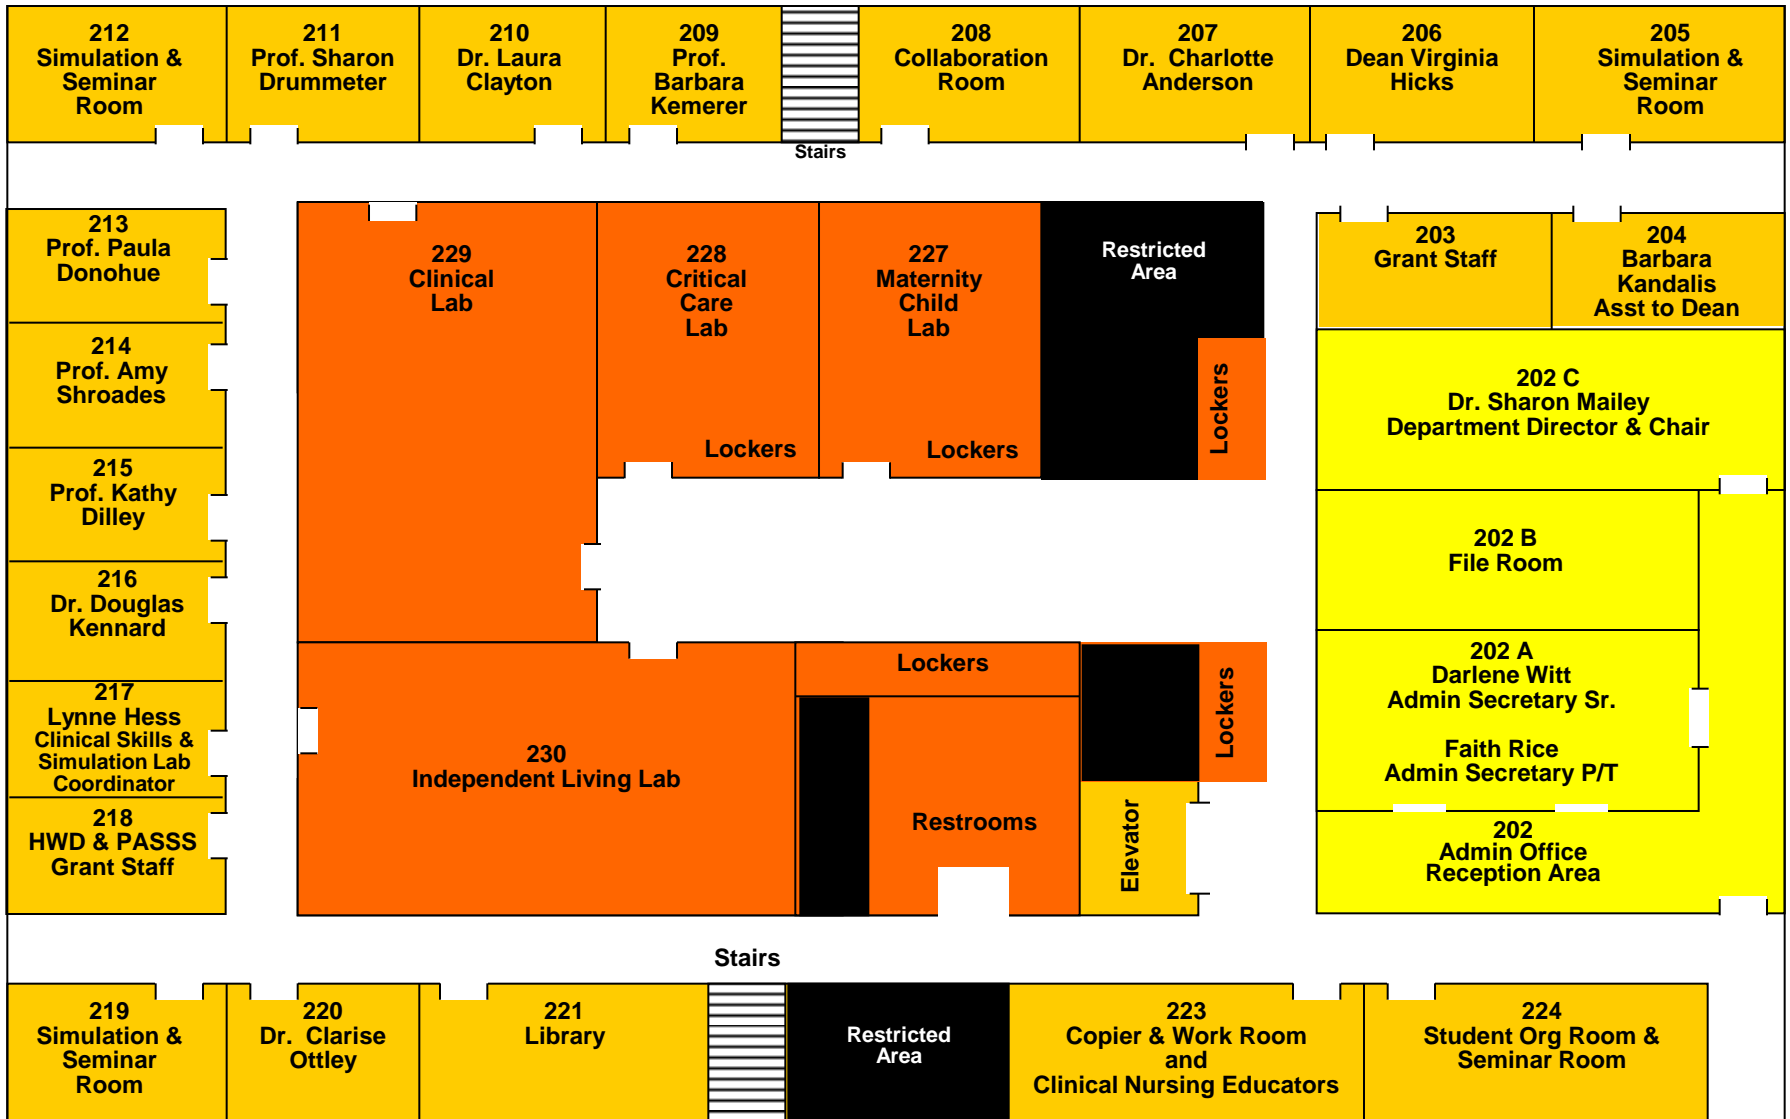 212
Simulation &
Seminar
Room
211
Prof. Sharon
Drummeter
210
Dr. Laura
Clayton
209
Prof.
Barbara
Kemerer
Stairs
208
Collaboration
Room
207
Dr. Charlotte
Anderson
206
Dean Virginia
Hicks
205
Simulation &
Seminar
Room
213
Prof. Paula
Donohue
214
Prof. Amy
Shroades
215
Prof. Kathy
Dilley
216
Dr. Douglas
Kennard
217
Lynne Hess
Clinical Skills &
Simulation Lab
Coordinator
218
HWD & PASSS
Grant Staff
229
Clinical
Lab
228
Critical
Care
Lab
Lockers
227
Maternity
Child
Lab
Lockers
Restricted
Area
Lockers
203
Grant Staff
204
Barbara
Kandalis
Asst to Dean
202 C
Dr. Sharon Mailey
Department Director & Chair
202 B
File Room
202 A
Darlene Witt
Admin Secretary Sr.
Faith Rice
Admin Secretary P/T
202
Admin Office
Reception Area
230
Independent Living Lab
Lockers
Restrooms
Lockers
Elevator
Stairs
219
Simulation &
Seminar
Room
220
Dr. Clarise
Ottley
221
Library
Restricted
Area
223
Copier & Work Room
and
Clinical Nursing Educators
224
Student Org Room &
Seminar Room